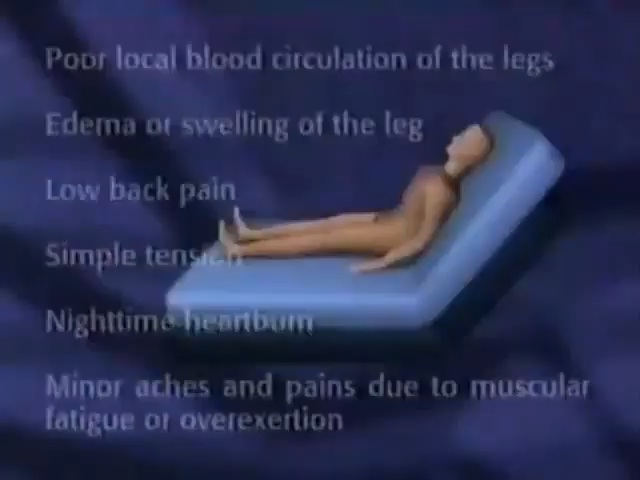 Poor local blood circulation of the legs
Edema or swelling of the leg
Low back pain
Simple tension
Nighttime heartburn
Minor aches and pains due to muscular
fatigue or overexertion